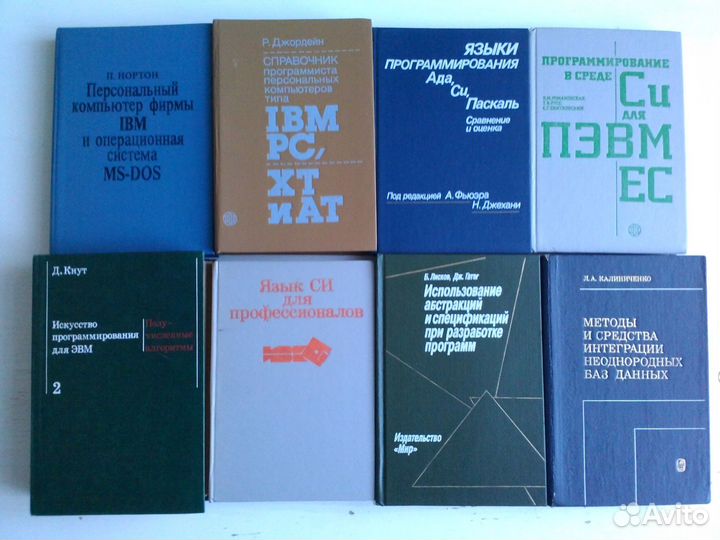 П. НОРТОН
Персональный
компьютер фирмы
IBM
и операционная
система
MS-DOS
Р. Джордейн
СПРАВОЧНИК
программиста
персональных
компьютеров
типа
IBM
PC,
XT
и AT
ЯЗЫКИ
ПРОГРАММИРОВАНИЯ
Ада
Си
Паскаль
Сравнение
и оценка
Под редакцией А. Фьюэра
Н. Джехани
ПРОГРАММИРОВАНИЕ
В СРЕДЕ
Си
для
ПЭВМ
ЕС
Д. Кнут
Искусство
программирования
для ЭВМ
Полу-
численные
алгоритмы
2
Язык СИ
для
профессионалов
Б. Лисков, Дж. Гатэг
Использование
абстракций
и спецификаций
при разработке
программ
Издательство
«Мир»
Л. А. КАЛИНИЧЕНКО
МЕТОДЫ
И СРЕДСТВА
ИНТЕГРАЦИИ
НЕОДНОРОДНЫХ
БАЗ ДАННЫХ
Avito